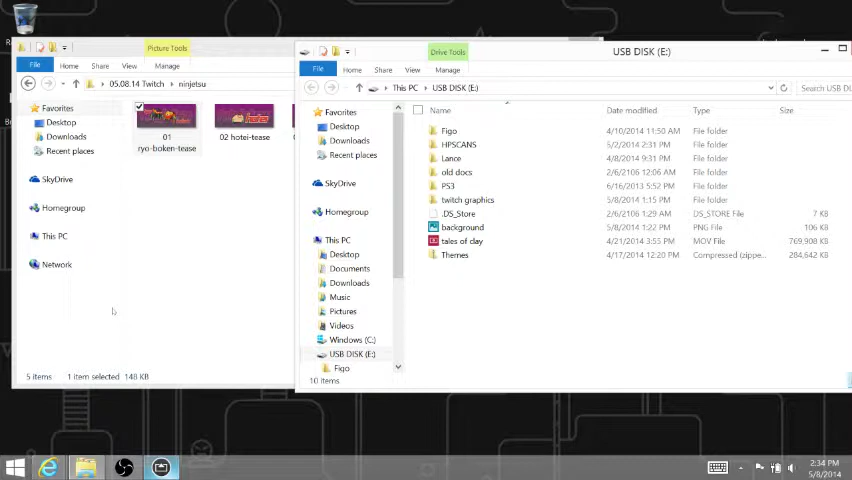 Picture Tools
File Home Share View Manage
05.08.14 Twitch ninjetsu
Favorites
Desktop
Downloads
Recent places
SkyDrive
Homegroup
This PC
Network
01
ryo-boken-tease
02 hotei-tease
5 items 1 item selected 148 KB
Drive Tools
USB DISK (E:)
File Home Share View Manage
This PC USB DISK (E:)
Search USB DI
Favorites
Desktop
Downloads
Recent places
SkyDrive
Homegroup
This PC
Desktop
Documents
Downloads
Music
Pictures
Videos
Windows (C:)
USB DISK (E:)
Figo
10 items
Name Date modified Type Size
Figo 4/10/2014 11:50 AM File folder
HPSCANS 5/2/2014 2:31 PM File folder
Lance 4/8/2014 9:31 PM File folder
old docs 2/6/2106 12:06 AM File folder
PS3 6/16/2013 5:52 PM File folder
twitch graphics 5/8/2014 1:15 PM File folder
.DS_Store 2/6/2106 1:29 AM DS_STORE File 7 KB
background 5/8/2014 1:22 PM PNG File 106 KB
tales of day 4/21/2014 3:55 PM MOV File 769,908 KB
Themes 4/17/2014 12:20 PM Compressed (zippe... 284,642 KB
2:34 PM
5/8/2014